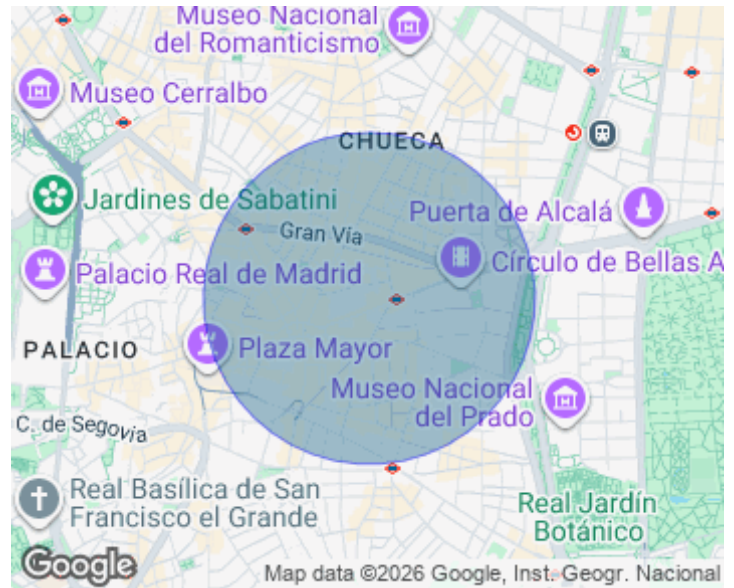 Museo Nacional
del Romanticismo
Museo Cerralbo
CHUECA
Jardines de Sabatini
Puerta de Alcalá
Gran Vía
Círculo de Bellas A
Palacio Real de Madrid
PALACIO
Plaza Mayor
Museo Nacional
del Prado
C. de Segovia
Real Basílica de San
Francisco el Grande
Real Jardín
Botánico
Google
Map data ©2026 Google, Inst. Geogr. Nacional